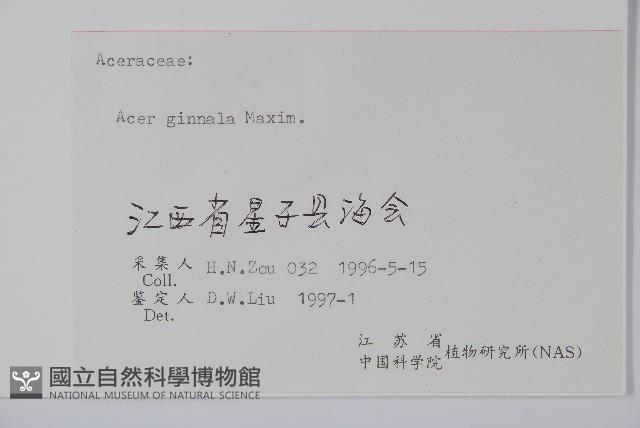 Aceraceae:
Acer ginnala Maxim.
江西省星子县海会
采集人 H.N.Zou 032 1996-5-15
Coll.
鉴定人 D.W.Liu 1997-1
Det.
江苏省
中国科学院 植物研究所(NAS)
國立自然科學博物館
NATIONAL MUSEUM OF NATURAL SCIENCE